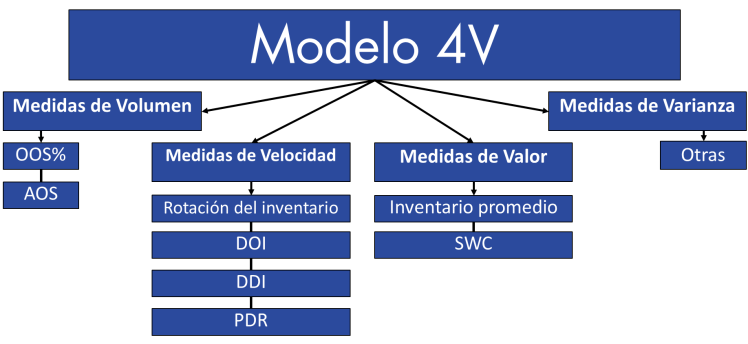 Modelo 4V
Medidas de Volumen
OOS%
AOS
Medidas de Velocidad
Rotación del inventario
DOI
DDI
PDR
Medidas de Valor
Inventario promedio
SWC
Medidas de Varianza
Otras